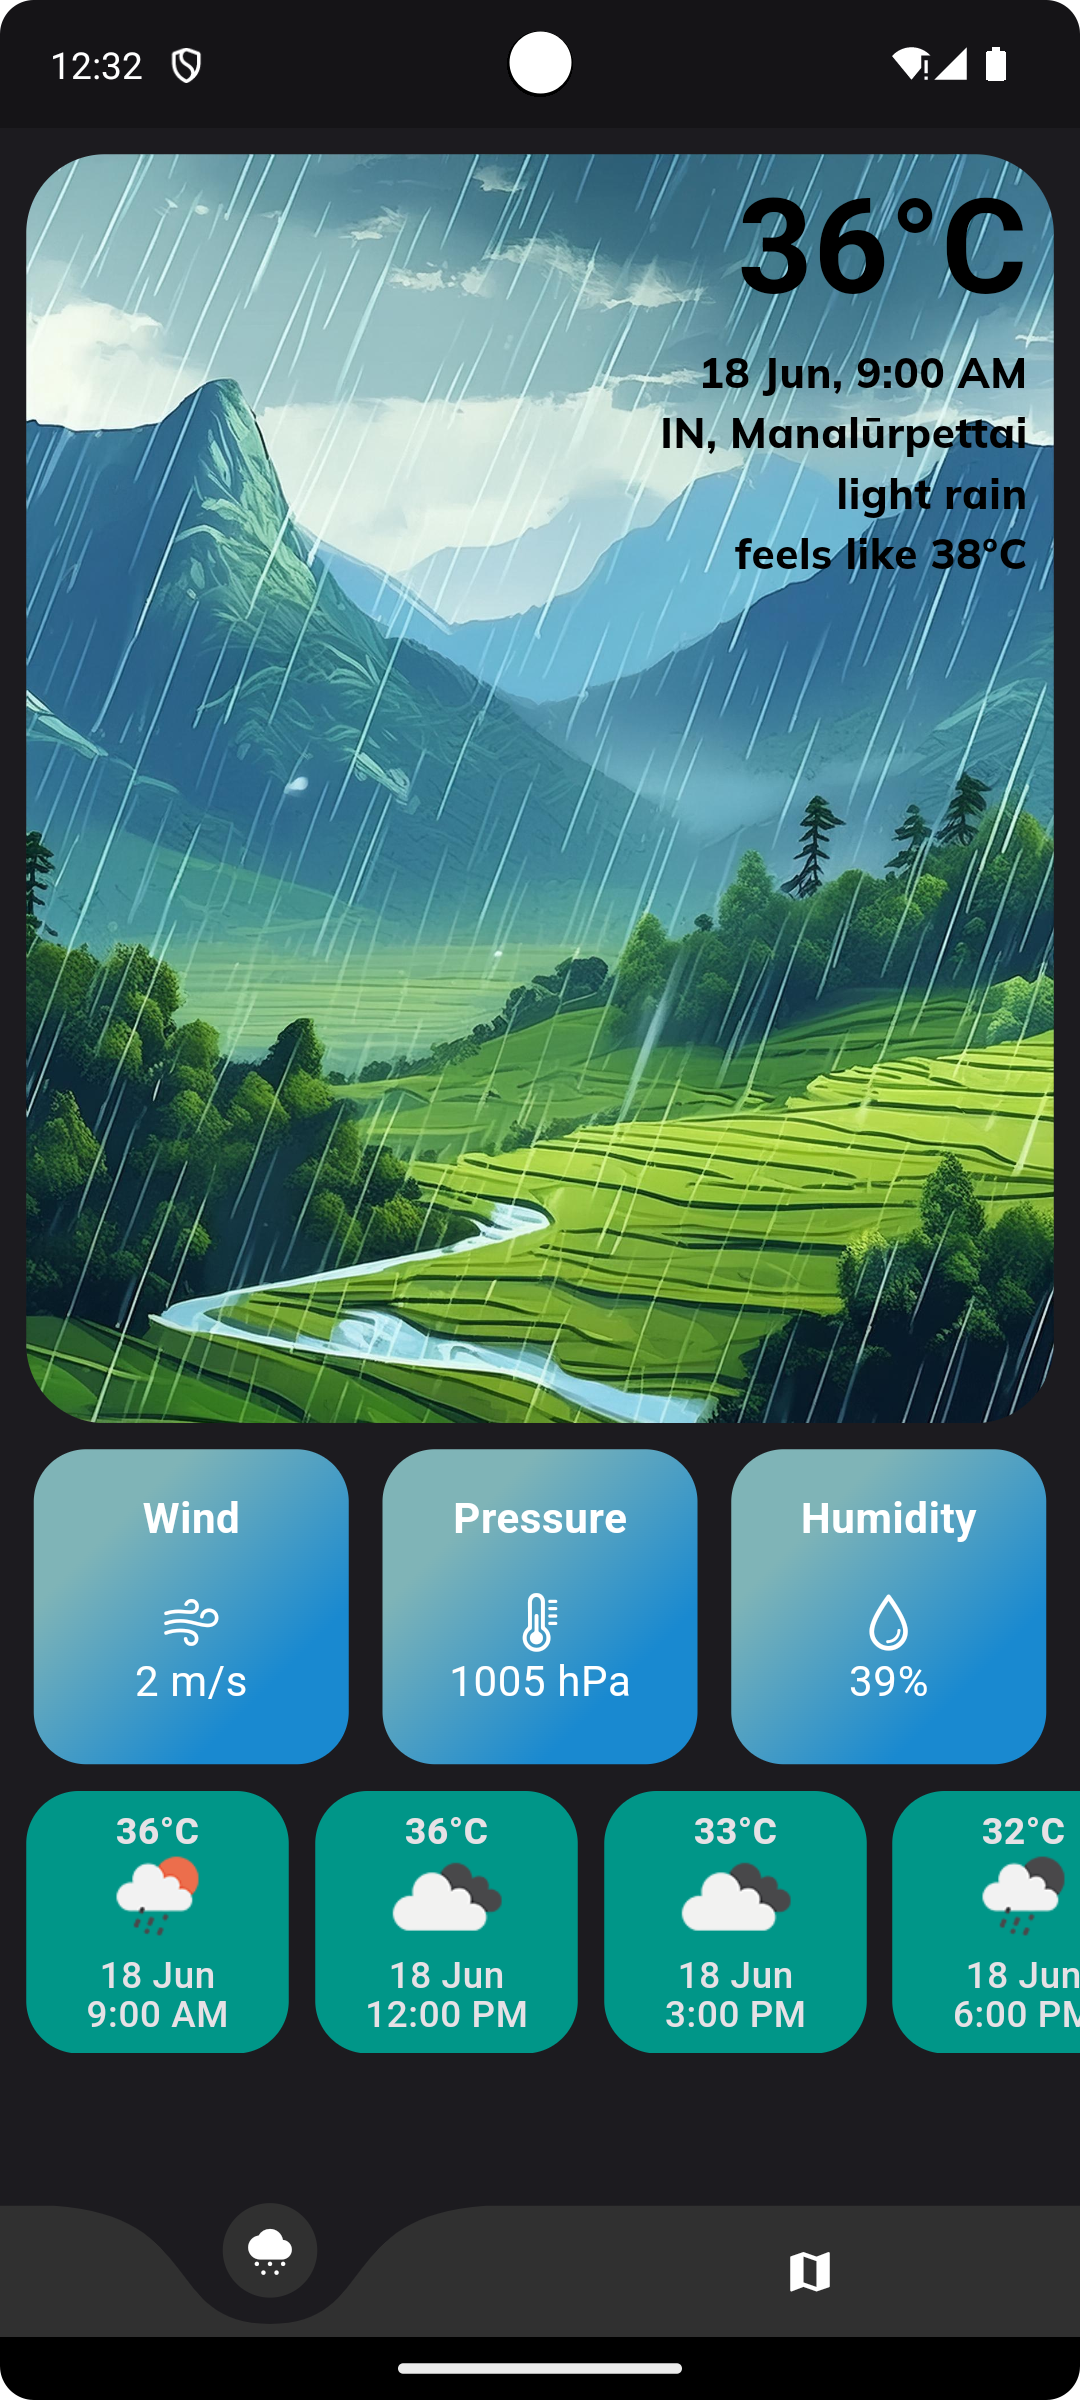 12:32
36°C
18 Jun, 9:00 AM
IN, Manalūrpettai
light rain
feels like 38°C
Wind
2 m/s
Pressure
1005 hPa
Humidity
39%
36°C
18 Jun
9:00 AM
36°C
18 Jun
12:00 PM
33°C
18 Jun
3:00 PM
32°C
18 Jun
6:00 PM